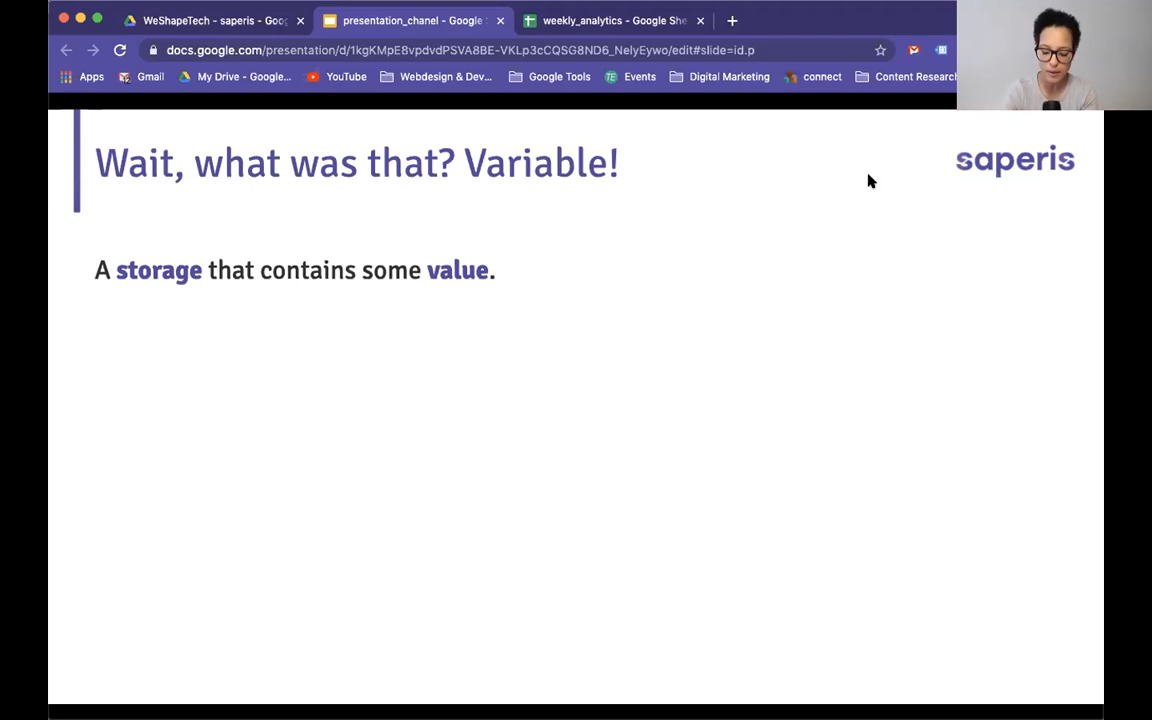 WeShapeTech - saperis - Goog
presentation_chanel - Google S
weekly_analytics - Google She
docs.google.com/presentation/d/1kgKMpE8vpdvdPSVA8BE-VKLp3cCQSG8ND6_NelyEywo/edit#slide=id.p
Apps Gmail My Drive - Google... YouTube Webdesign & Dev... Google Tools TE Events Digital Marketing connect Content Research
Wait, what was that? Variable!
saperis
A storage that contains some value.